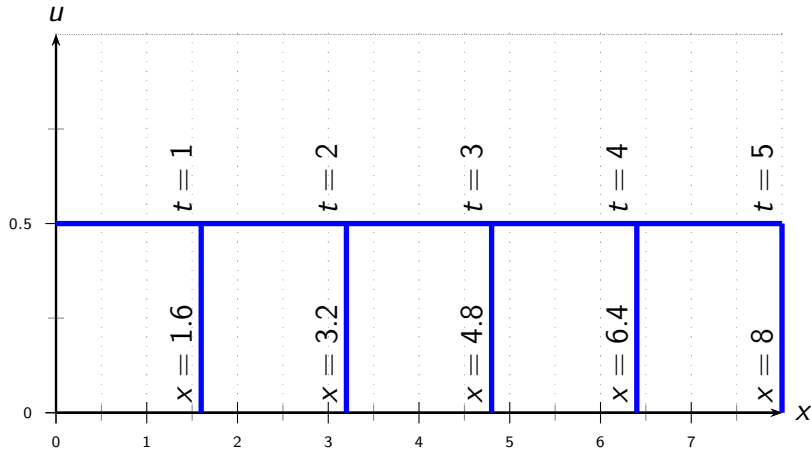 u
t = 1
t = 2
t = 3
t = 4
t = 5
0.5
x = 1.6
x = 3.2
x = 4.8
x = 6.4
x = 8
0
x
0 1 2 3 4 5 6 7